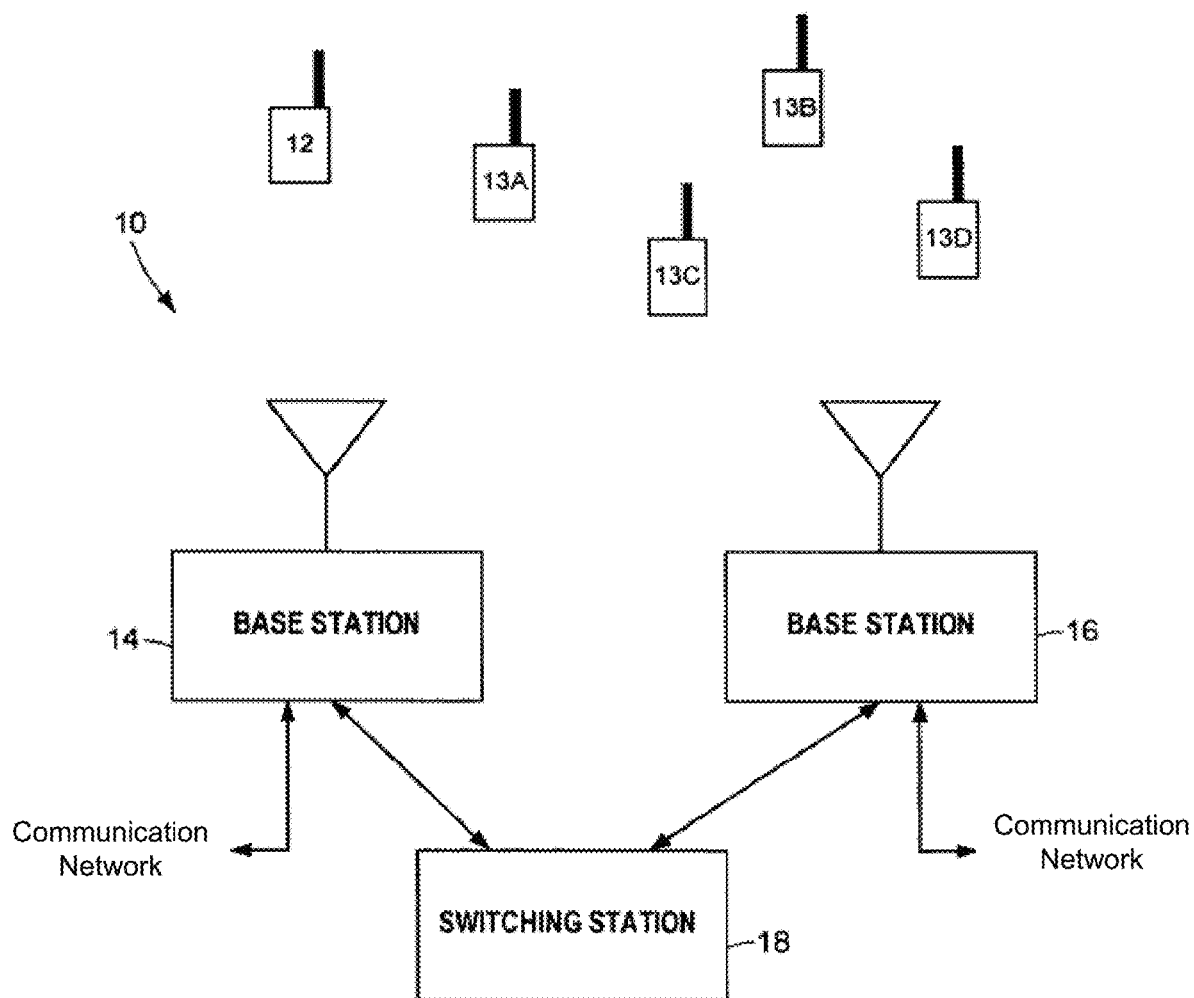 13B
12
13A
10
13D
13C
BASE STATION
BASE STATION
14
16
Communication
Network
Communication
Network
SWITCHING STATION
18